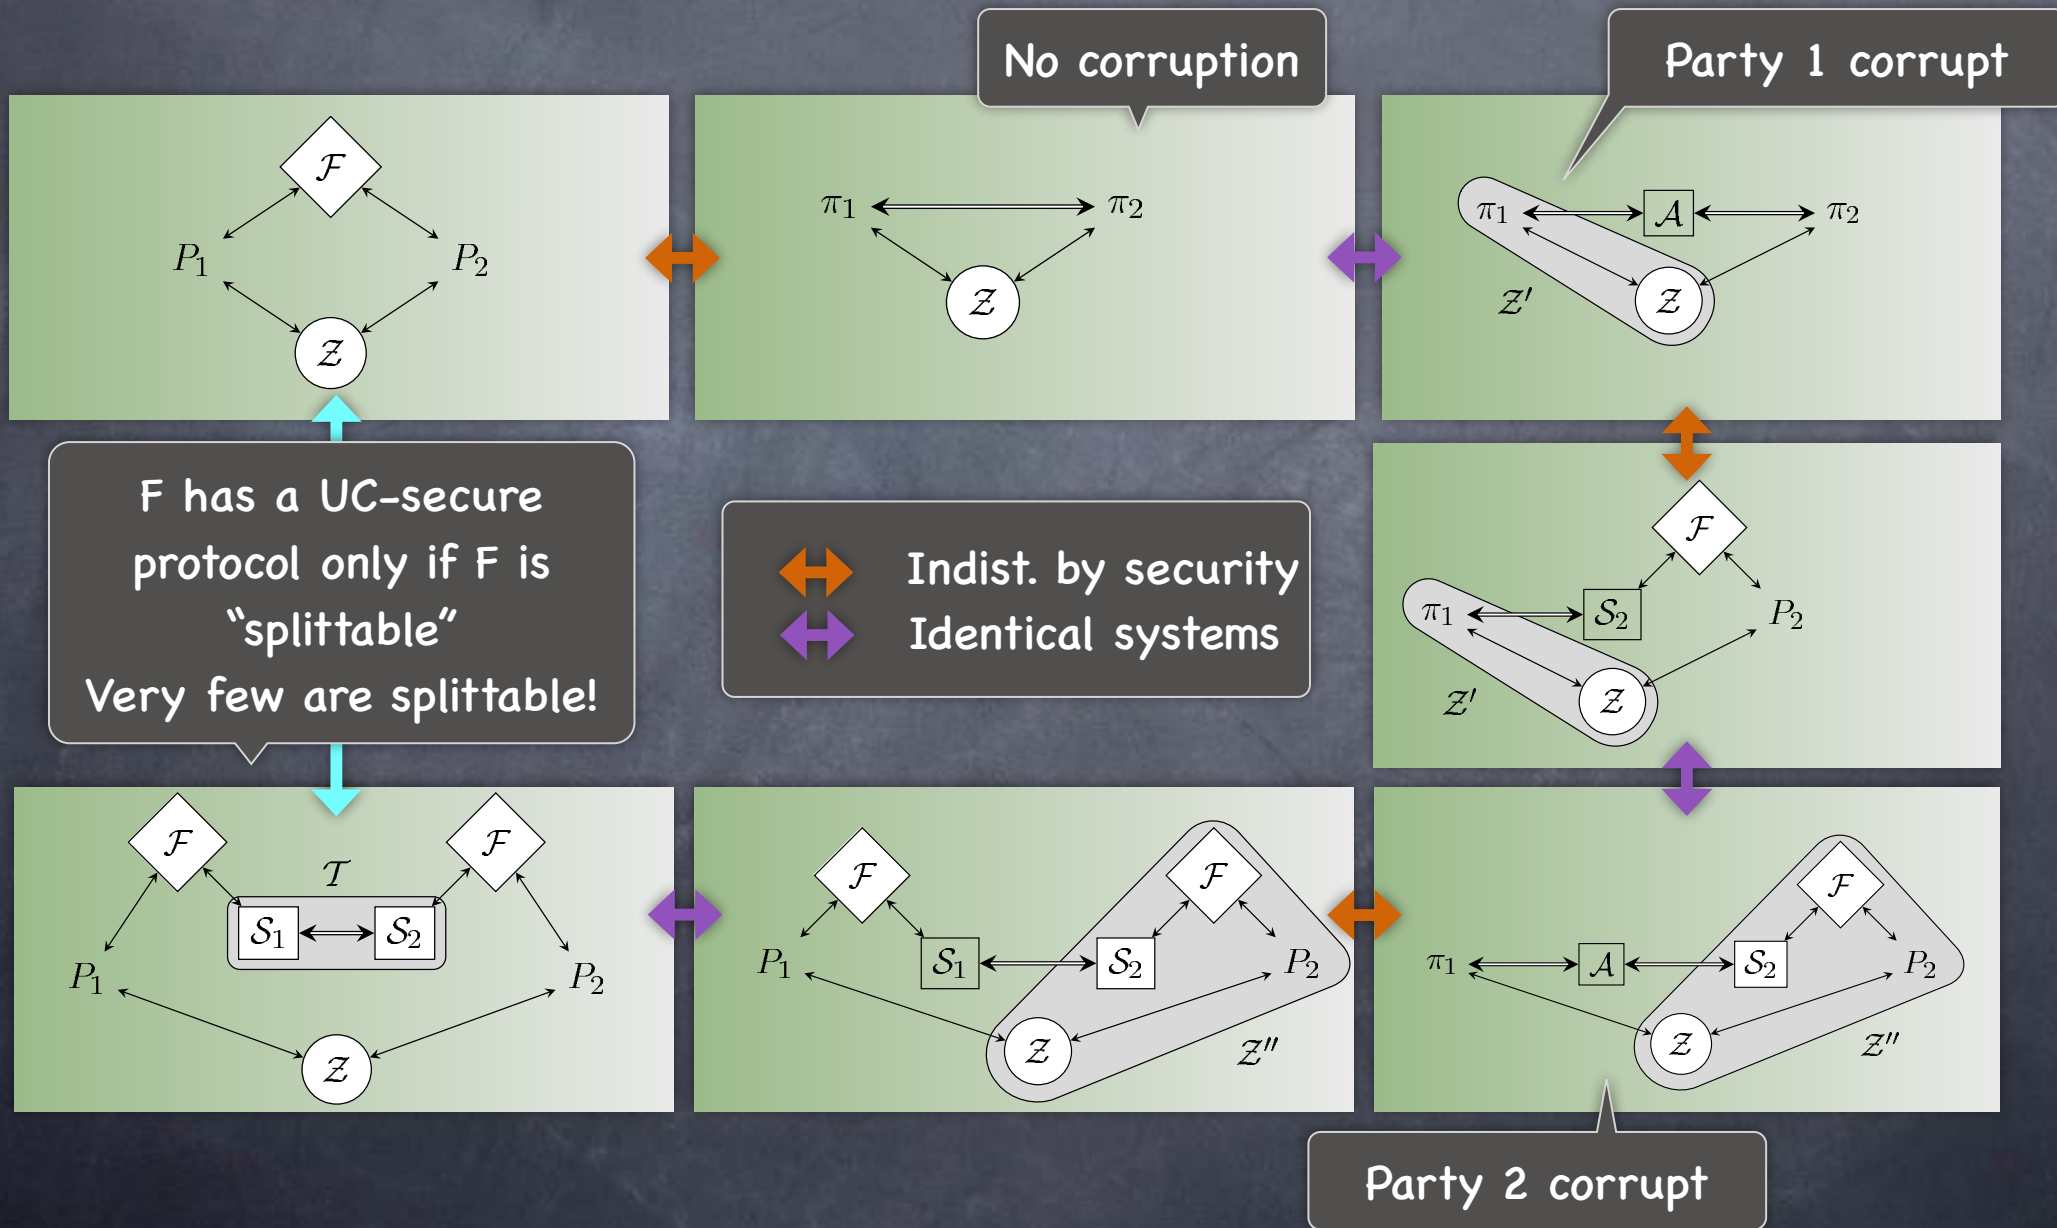 No corruption
Party 1 corrupt
ℱ
P₁ P₂
𝒵
π₁ π₂
𝒵
π₁ 𝒜 π₂
𝒵′ 𝒵
F has a UC-secure
protocol only if F is
“splittable”
Very few are splittable!
Indist. by security
Identical systems
ℱ
π₁ 𝒮₂ P₂
𝒵′ 𝒵
ℱ ℱ
𝒯
𝒮₁ 𝒮₂
P₁ P₂
𝒵
ℱ ℱ
P₁ 𝒮₁ 𝒮₂ P₂
𝒵 𝒵″
ℱ
π₁ 𝒜 𝒮₂ P₂
𝒵 𝒵″
Party 2 corrupt